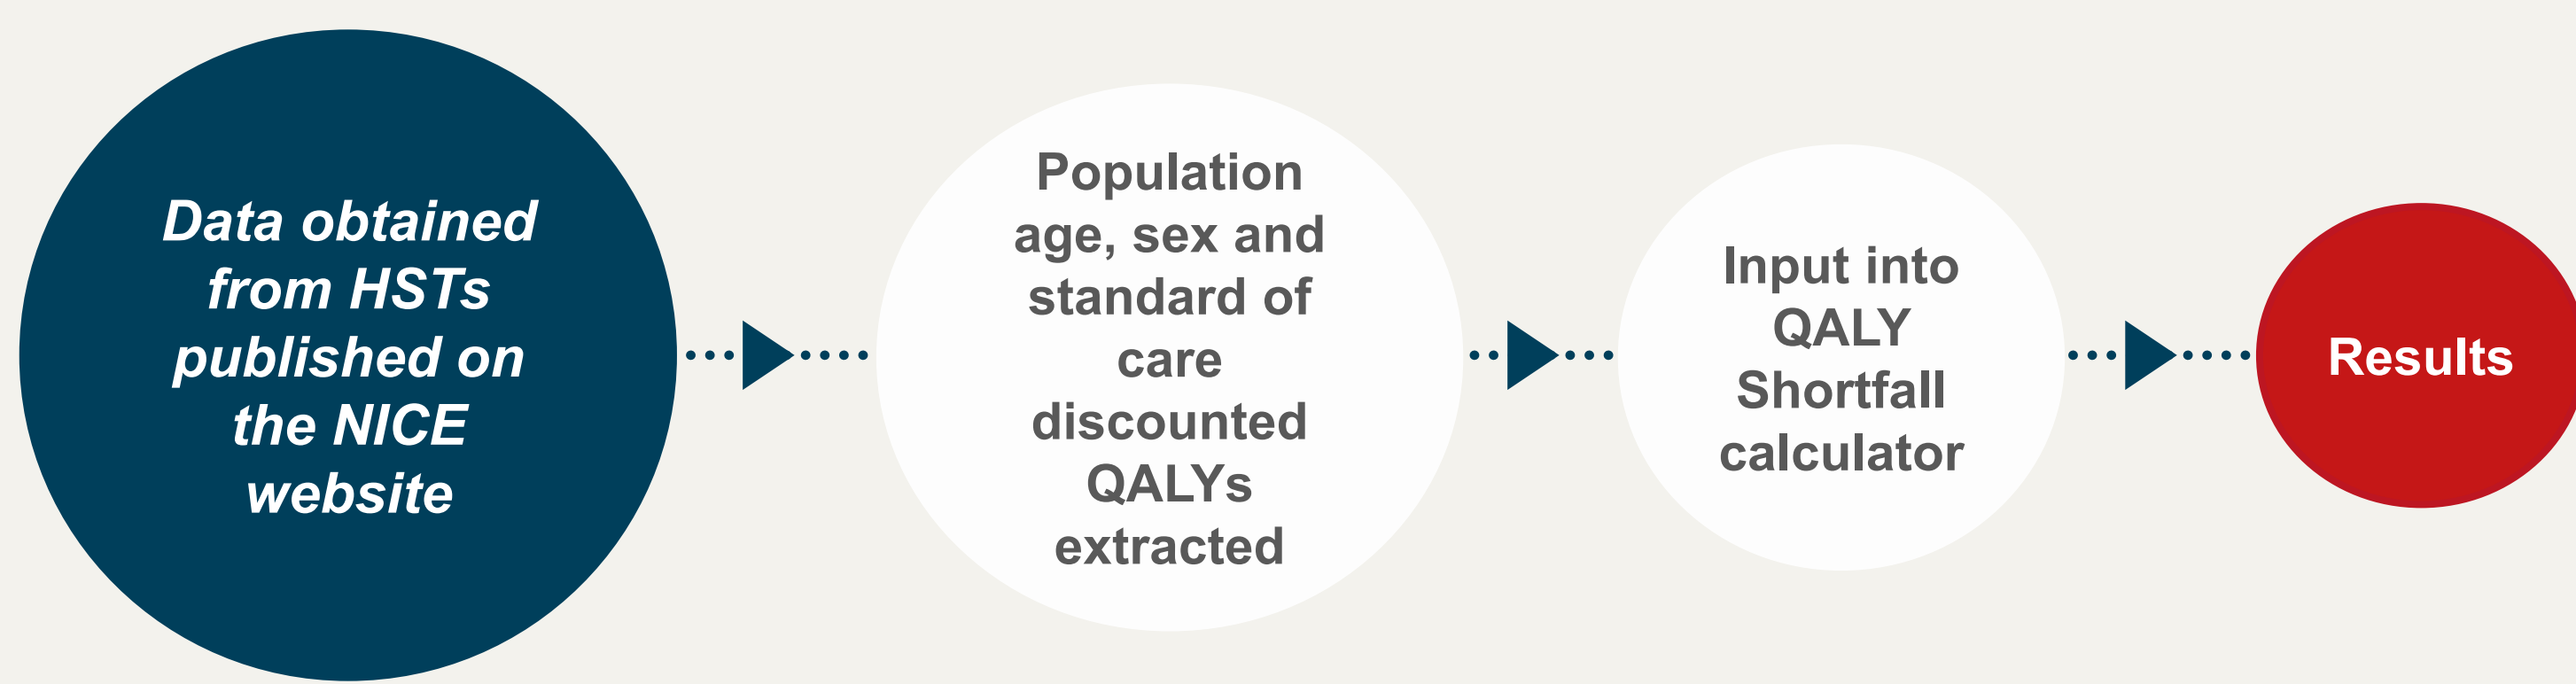 Data obtained
from HSTs
published on
the NICE
website
Population
age, sex and
standard of
care
discounted
QALYs
extracted
Input into
QALY
Shortfall
calculator
Results